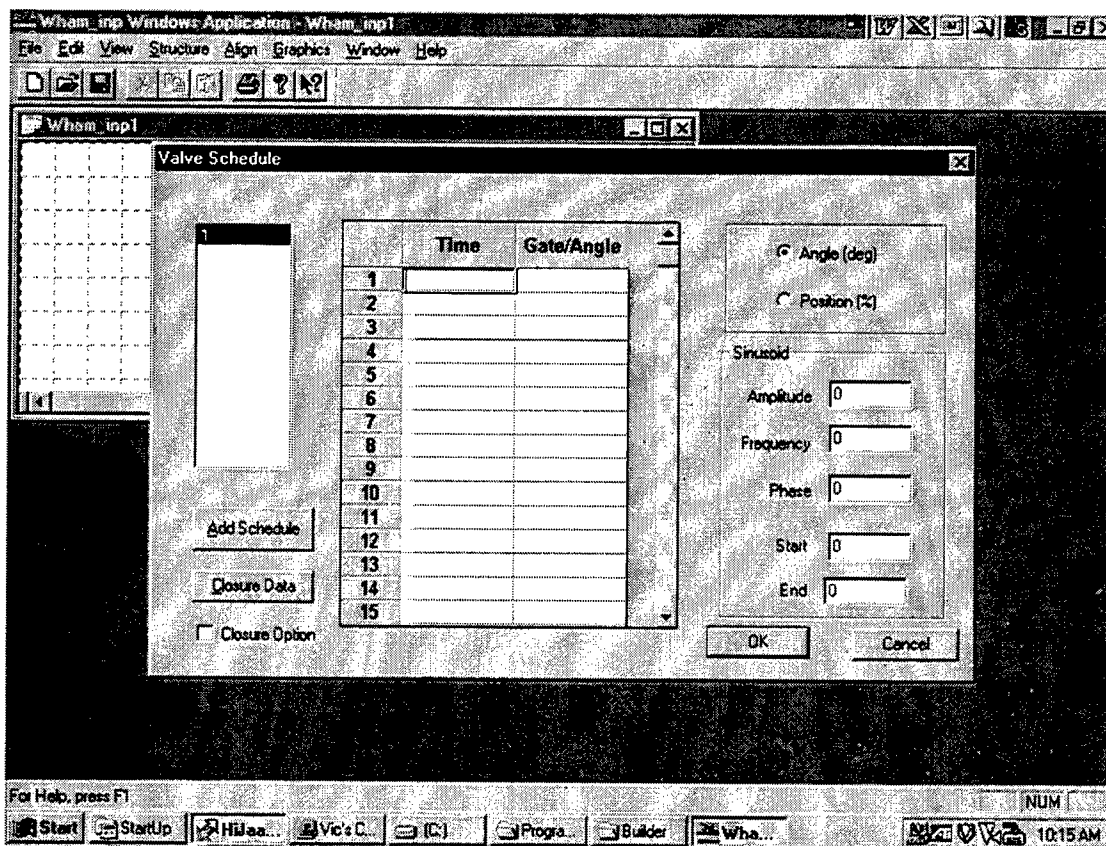 Wham_inp Windows Application - Wham_inp1
File Edit View Structure Align Graphics Window Help
Wham_inp1
Valve Schedule
1
Time Gate/Angle
1
2
3
4
5
6
7
8
9
10
11
12
13
14
15
Add Schedule
Closure Data
Closure Option
Angle (deg)
Position (%)
Sinusoid
Amplitude 0
Frequency 0
Phase 0
Start 0
End 0
OK Cancel
For Help, press F1
NUM
Start StartUp HiJaa... Vic's C... (C:) Progra... Builder Wha... 10:15 AM